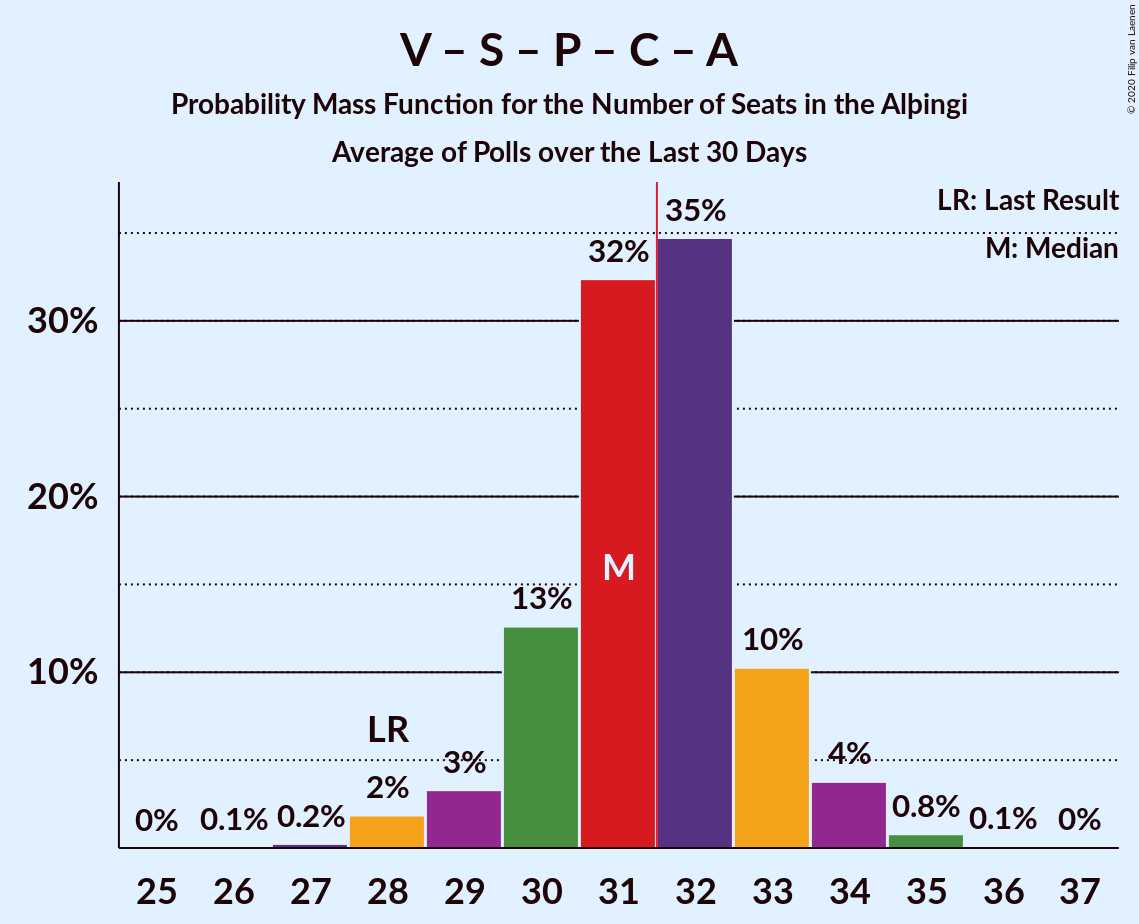 V – S – P – C – A
Probability Mass Function for the Number of Seats in the Alþingi
Average of Polls over the Last 30 Days
© 2020 Filip van Laenen
LR: Last Result
M: Median
30%
20%
10%
0%
0.1%
0.2%
LR
2%
3%
13%
32%
M
35%
10%
4%
0.8%
0.1%
0%
25 26 27 28 29 30 31 32 33 34 35 36 37